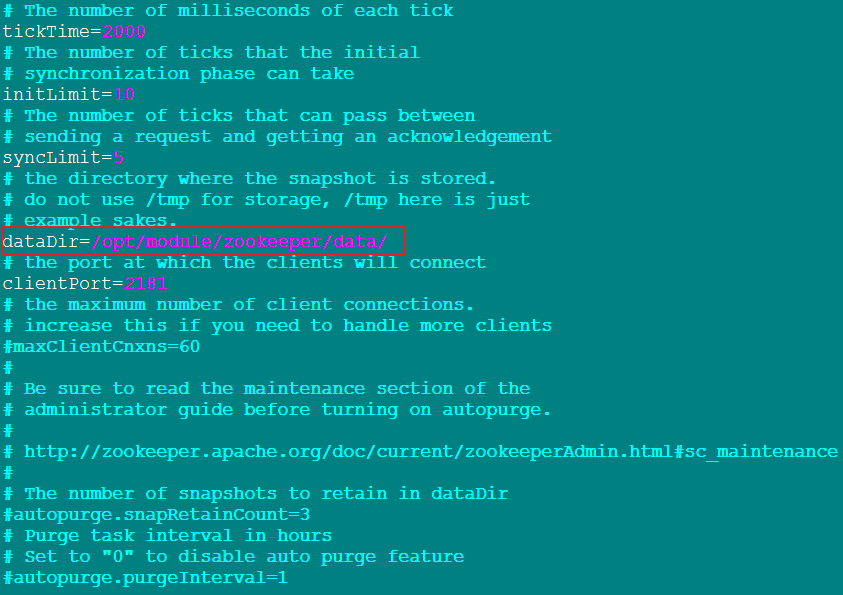 # The number of milliseconds of each tick
tickTime=2000
# The number of ticks that the initial
# synchronization phase can take
initLimit=10
# The number of ticks that can pass between
# sending a request and getting an acknowledgement
syncLimit=5
# the directory where the snapshot is stored.
# do not use /tmp for storage, /tmp here is just
# example sakes.
dataDir=/opt/module/zookeeper/data/
# the port at which the clients will connect
clientPort=2181
# the maximum number of client connections.
# increase this if you need to handle more clients
#maxClientCnxns=60
#
# Be sure to read the maintenance section of the
# administrator guide before turning on autopurge.
#
# http://zookeeper.apache.org/doc/current/zookeeperAdmin.html#sc_maintenance
#
# The number of snapshots to retain in dataDir
#autopurge.snapRetainCount=3
# Purge task interval in hours
# Set to "0" to disable auto purge feature
#autopurge.purgeInterval=1